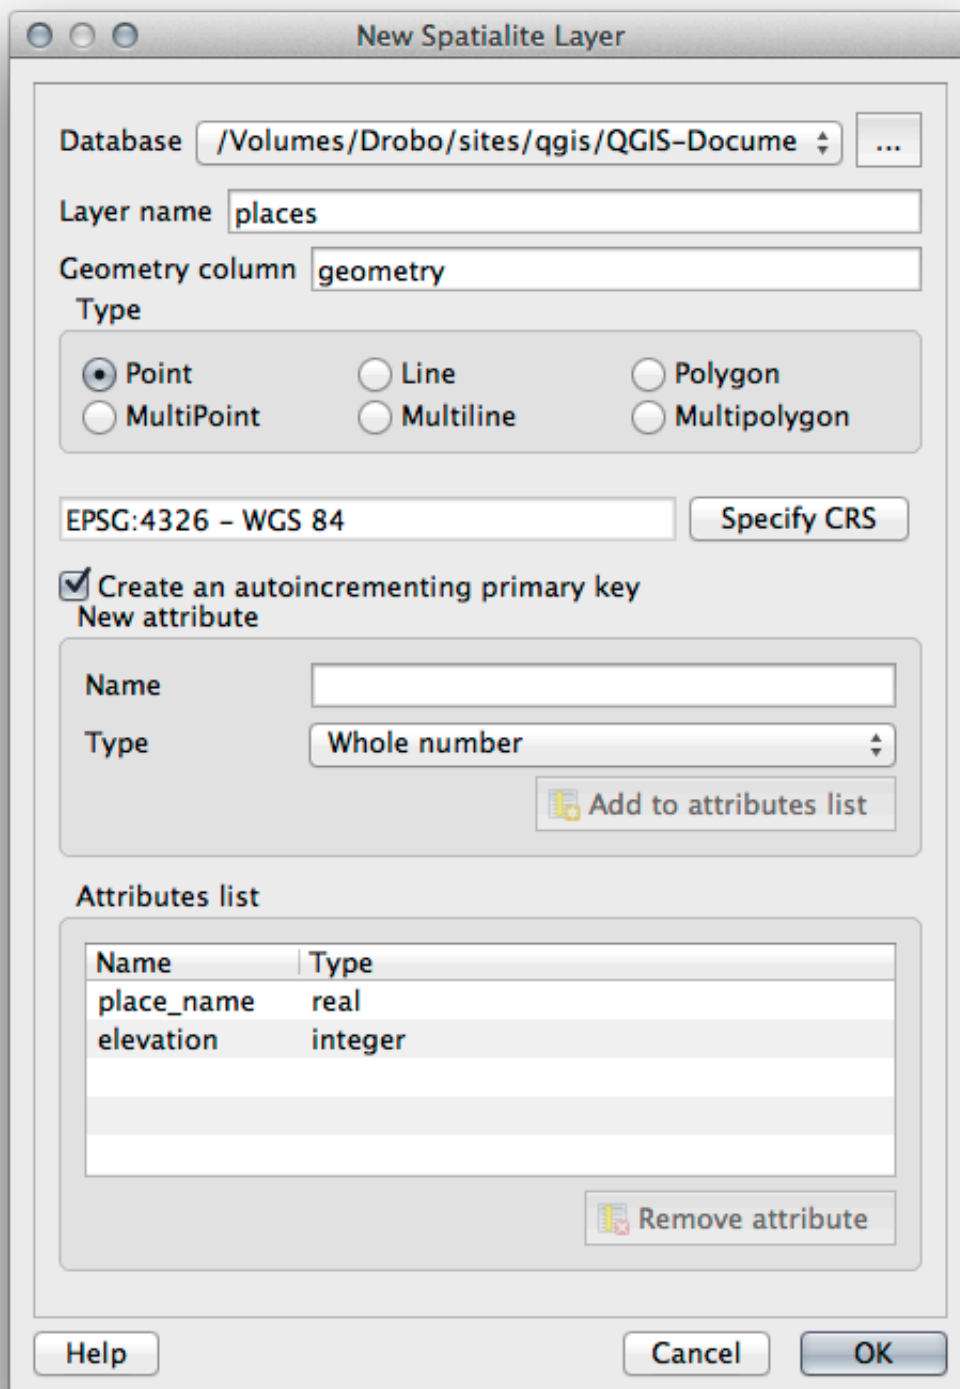 New Spatialite Layer
Database /Volumes/Drobo/sites/qgis/QGIS-Docume ...
Layer name places
Geometry column geometry
Type
Point Line Polygon
MultiPoint Multiline Multipolygon
EPSG:4326 – WGS 84 Specify CRS
Create an autoincrementing primary key
New attribute
Name
Type Whole number
Add to attributes list
Attributes list
Name Type
place_name real
elevation integer
Remove attribute
Help Cancel OK